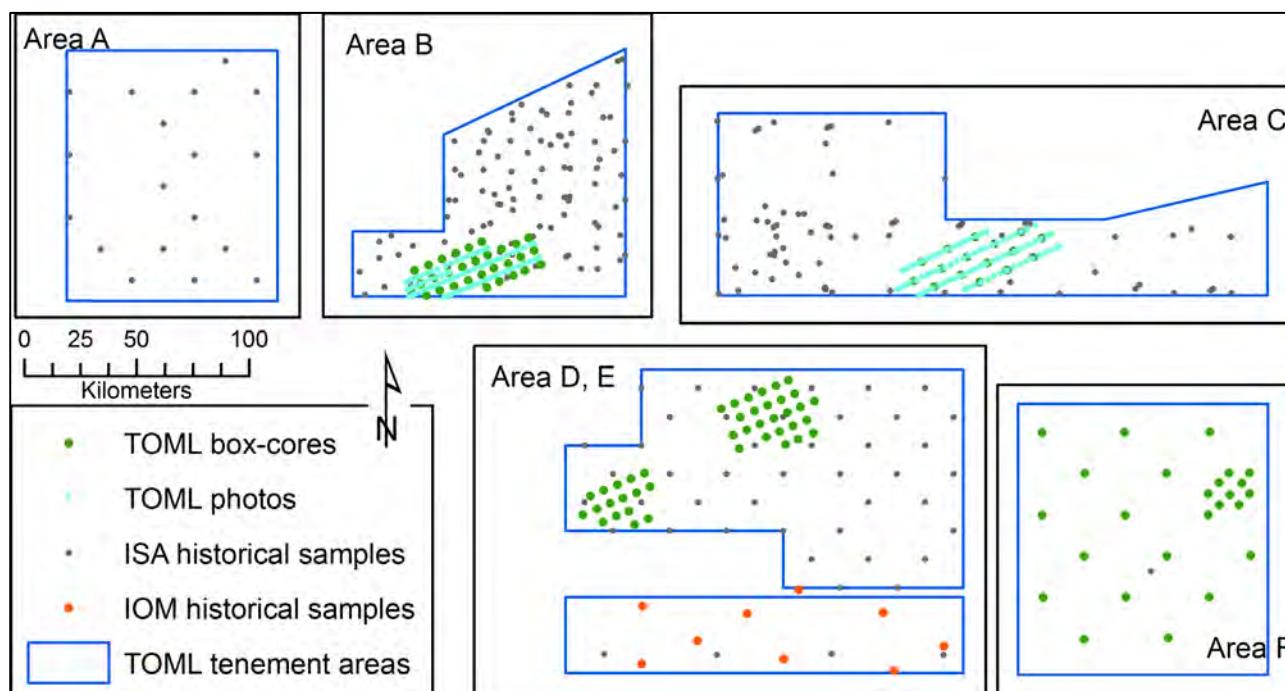 Area A
Area B
Area C
0 25 50 100
Kilometers
N
Area D, E
Area F
TOML box-cores
TOML photos
ISA historical samples
IOM historical samples
TOML tenement areas